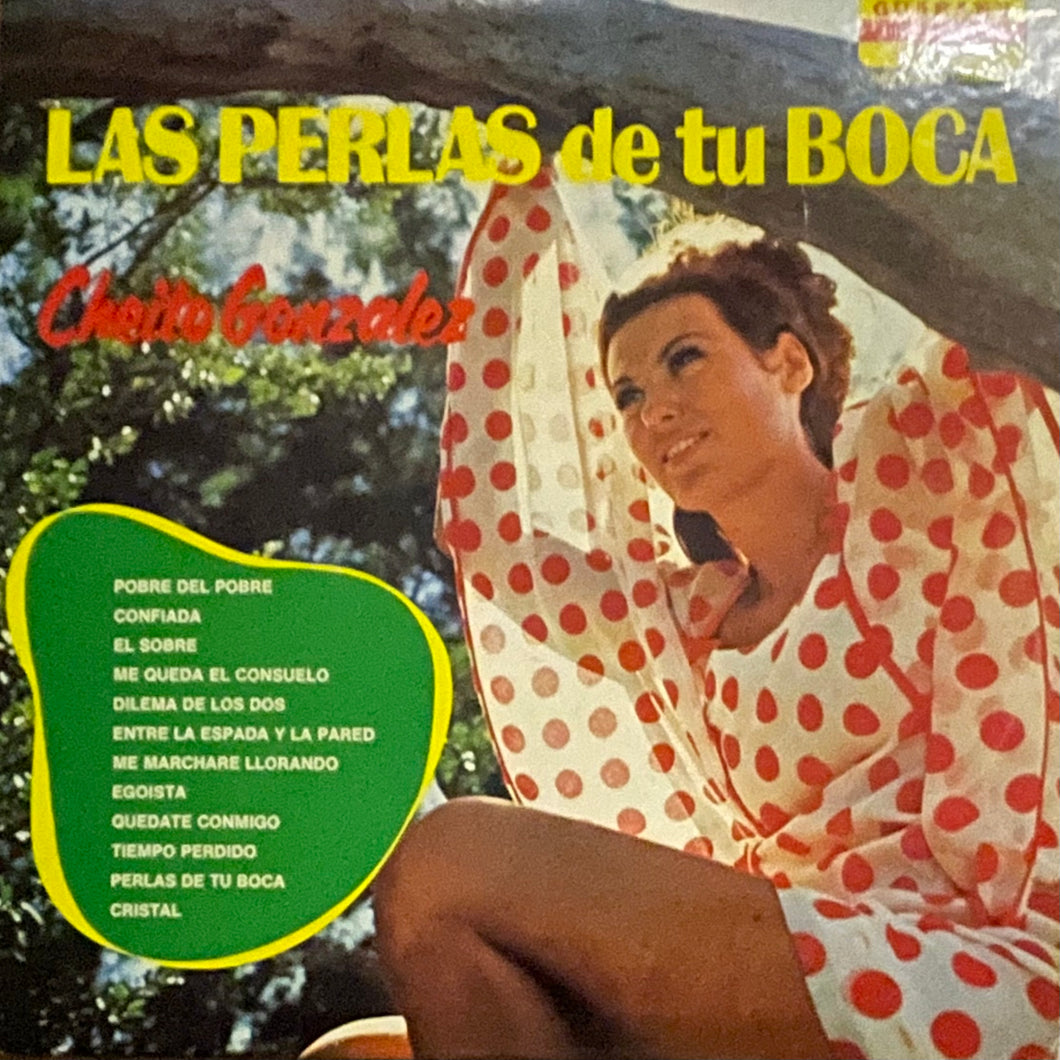 LAS PERLAS de tu BOCA
Cheito Gonzalez
POBRE DEL POBRE
CONFIADA
EL SOBRE
ME QUEDA EL CONSUELO
DILEMA DE LOS DOS
ENTRE LA ESPADA Y LA PARED
ME MARCHARE LLORANDO
EGOISTA
QUEDATE CONMIGO
TIEMPO PERDIDO
PERLAS DE TU BOCA
CRISTAL